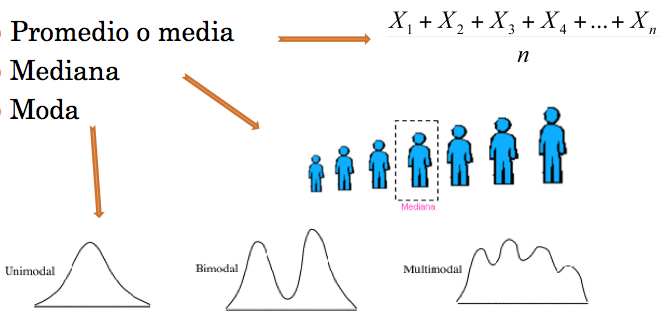 Promedio o media
X₁ + X₂ + X₃ + X₄ + ... + Xₙ
n
Mediana
Moda
Mediana
Unimodal
Bimodal
Multimodal